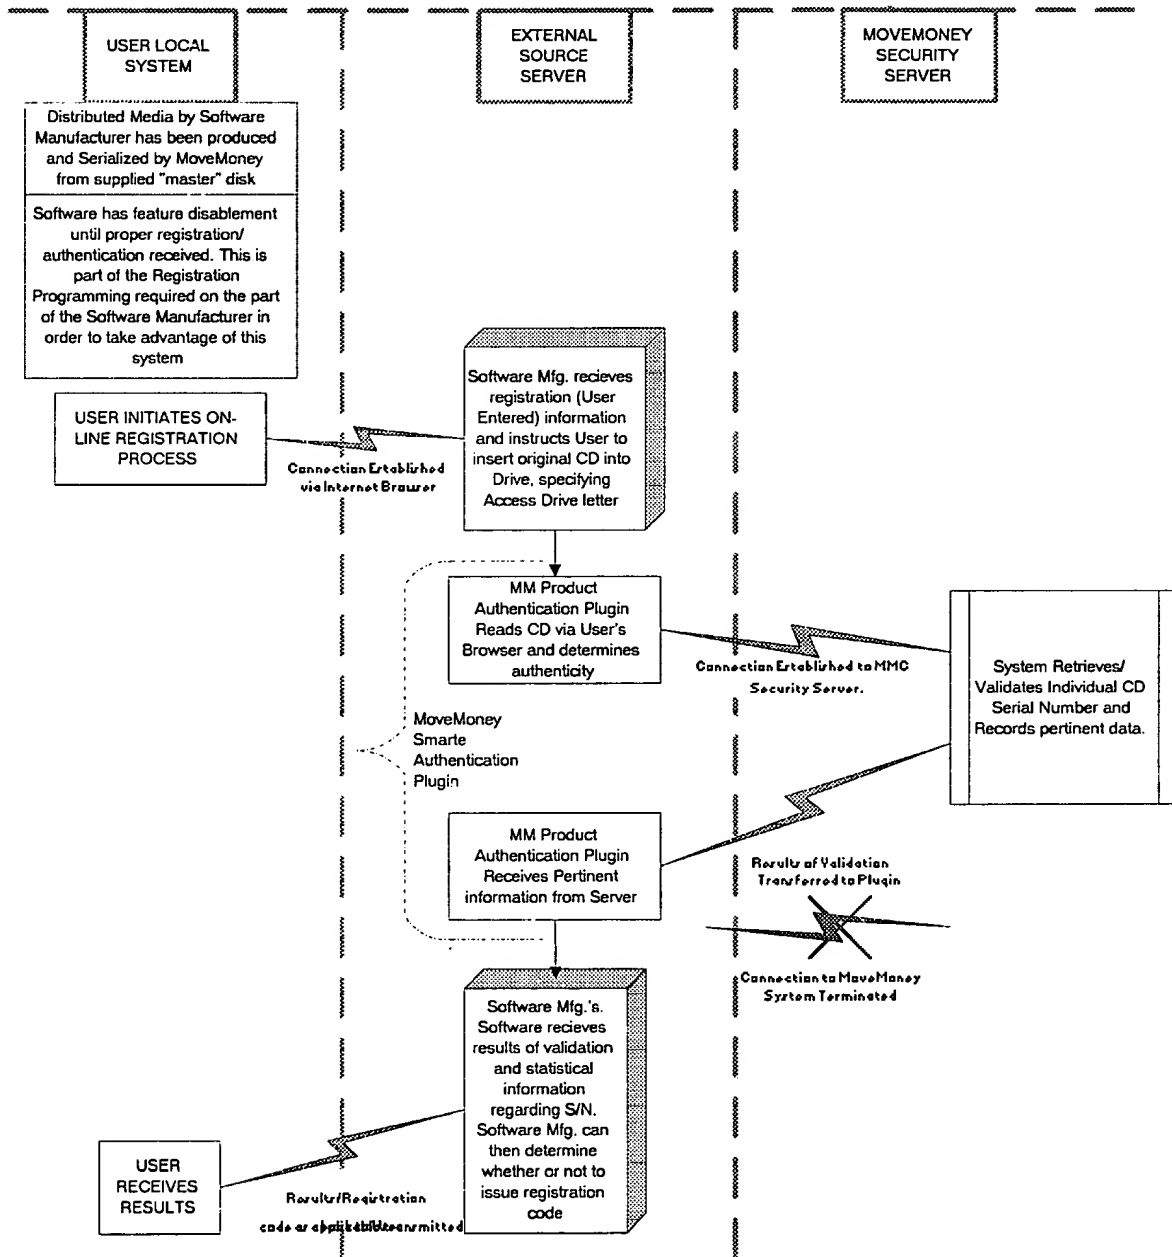 USER LOCAL
SYSTEM
EXTERNAL
SOURCE
SERVER
MOVEMONEY
SECURITY
SERVER
Distributed Media by Software
Manufacturer has been produced
and Serialized by MoveMoney
from supplied "master" disk
Software has feature disablement
until proper registration/
authentication received. This is
part of the Registration
Programming required on the part
of the Software Manufacturer in
order to take advantage of this
system
USER INITIATES ON-
LINE REGISTRATION
PROCESS
Connection Established
via Internet Browser
Software Mfg. recieves
registration (User
Entered) information
and instructs User to
insert original CD into
Drive, specifying
Access Drive letter
MM Product
Authentication Plugin
Reads CD via User's
Browser and determines
authenticity
Connection Established to MMC
Security Server.
System Retrieves/
Validates Individual CD
Serial Number and
Records pertinent data.
MoveMoney
Smarte
Authentication
Plugin
MM Product
Authentication Plugin
Receives Pertinent
information from Server
Results of Validation
Transferred to Plugin
Connection to MoveMoney
System Terminated
Software Mfg.'s.
Software recieves
results of validation
and statistical
information
regarding S/N.
Software Mfg. can
then determine
whether or not to
issue registration
code
USER
RECEIVES
RESULTS
Results/Registration
code as applicable transmitted